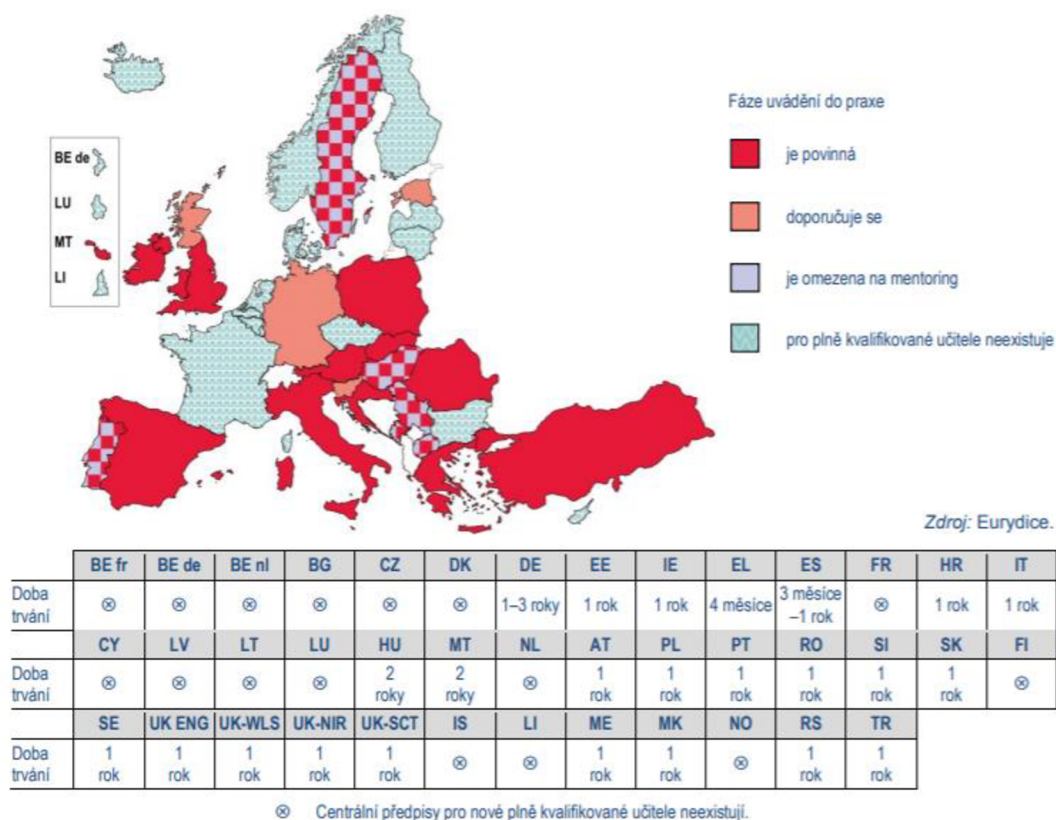 Fáze uvádění do praxe
je povinná
doporučuje se
je omezena na mentoring
pro plně kvalifikované učitele neexistuje
BE de
LU
MT
LI
Zdroj: Eurydice.
BE fr BE de BE nl BG CZ DK DE EE IE EL ES FR HR IT
Doba trvání ⊗ ⊗ ⊗ ⊗ ⊗ ⊗ 1–3 roky 1 rok 1 rok 4 měsíce 3 měsíce –1 rok ⊗ 1 rok 1 rok
CY LV LT LU HU MT NL AT PL PT RO SI SK FI
Doba trvání ⊗ ⊗ ⊗ ⊗ 2 roky 2 roky ⊗ 1 rok 1 rok 1 rok 1 rok 1 rok 1 rok ⊗
SE UK ENG UK-WLS UK-NIR UK-SCT IS LI ME MK NO RS TR
Doba trvání 1 rok 1 rok 1 rok 1 rok 1 rok ⊗ ⊗ 1 rok 1 rok ⊗ 1 rok 1 rok
⊗ Centrální předpisy pro nové plně kvalifikované učitele neexistují.